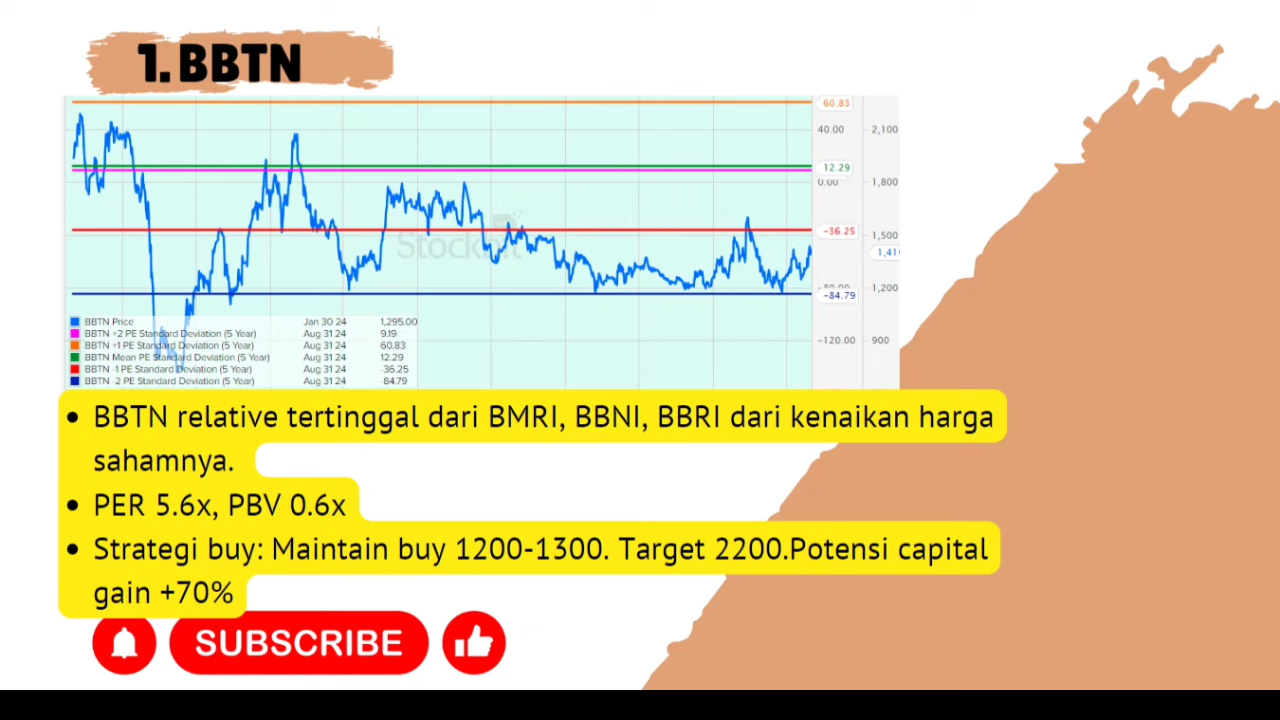 1. BBTN
60.83
40.00 2,100
12.29
0.00 1,800
-36.25 1,500
1,41
-80.00 1,200
-84.79
-120.00 900
Stockbit
BBTN Price Jan 30 24 1,295.00
BBTN +2 PE Standard Deviation (5 Year) Aug 31 24 9.19
BBTN +1 PE Standard Deviation (5 Year) Aug 31 24 60.83
BBTN Mean PE Standard Deviation (5 Year) Aug 31 24 12.29
BBTN -1 PE Standard Deviation (5 Year) Aug 31 24 -36.25
BBTN -2 PE Standard Deviation (5 Year) Aug 31 24 -84.79
• BBTN relative tertinggal dari BMRI, BBNI, BBRI dari kenaikan harga
sahamnya.
• PER 5.6x, PBV 0.6x
• Strategi buy: Maintain buy 1200-1300. Target 2200.Potensi capital
gain +70%
SUBSCRIBE